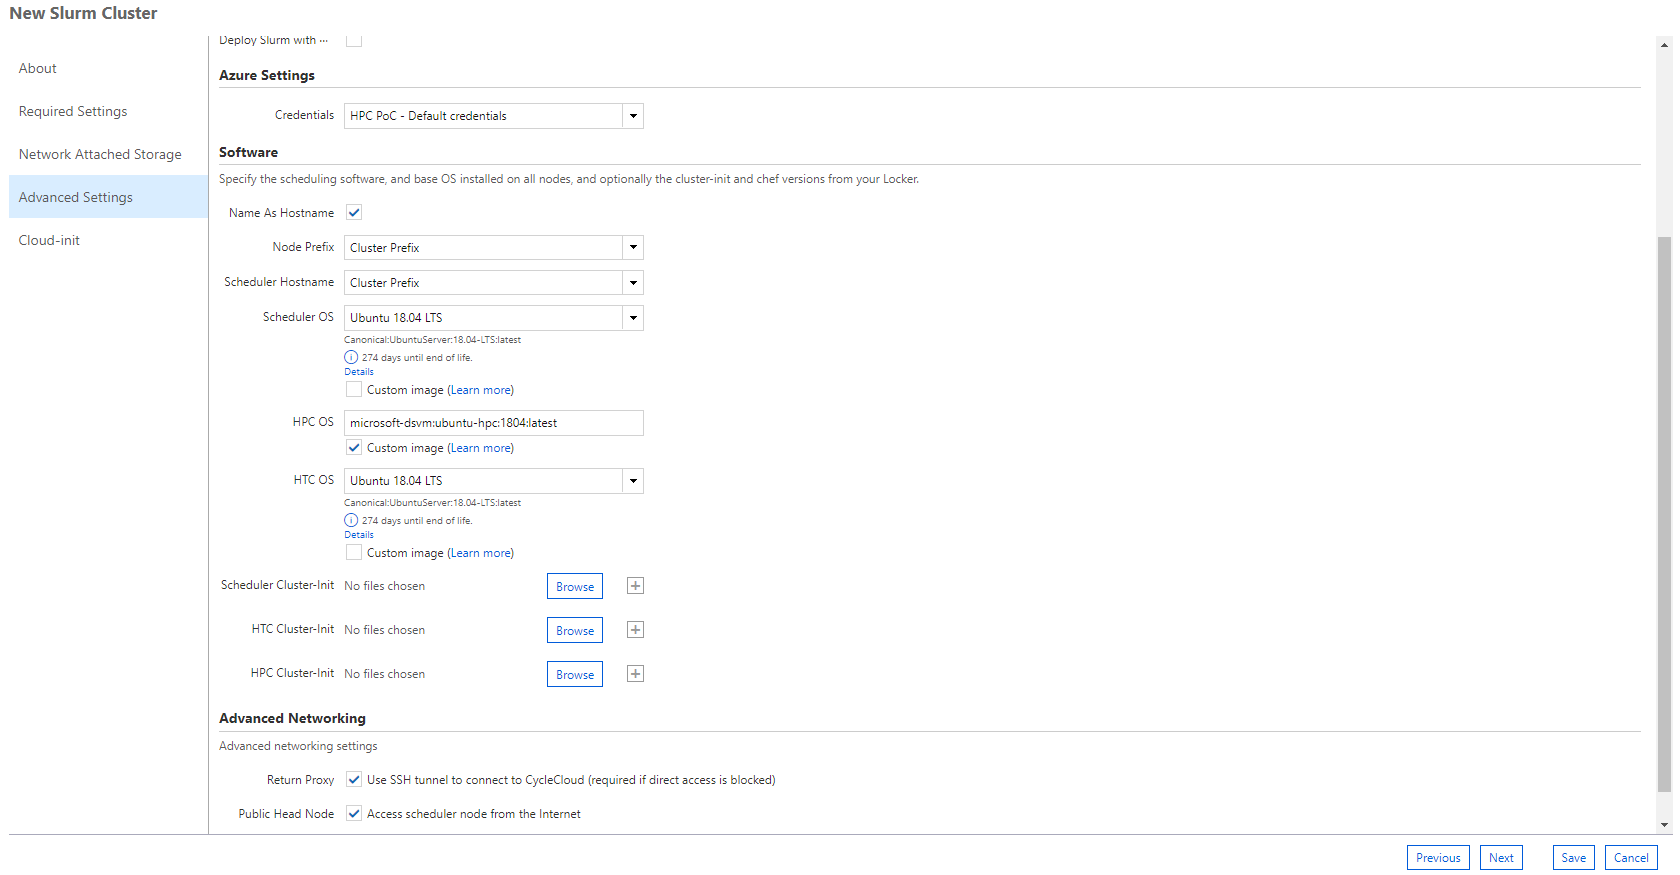 New Slurm Cluster
About
Required Settings
Network Attached Storage
Advanced Settings
Cloud-init
Deploy Slurm with ...
Azure Settings
Credentials HPC PoC - Default credentials
Software
Specify the scheduling software, and base OS installed on all nodes, and optionally the cluster-init and chef versions from your Locker.
Name As Hostname
Node Prefix Cluster Prefix
Scheduler Hostname Cluster Prefix
Scheduler OS Ubuntu 18.04 LTS
Canonical:UbuntuServer:18.04-LTS:latest
274 days until end of life.
Details
Custom image (Learn more)
HPC OS microsoft-dsvm:ubuntu-hpc:1804:latest
Custom image (Learn more)
HTC OS Ubuntu 18.04 LTS
Canonical:UbuntuServer:18.04-LTS:latest
274 days until end of life.
Details
Custom image (Learn more)
Scheduler Cluster-Init No files chosen Browse
HTC Cluster-Init No files chosen Browse
HPC Cluster-Init No files chosen Browse
Advanced Networking
Advanced networking settings
Return Proxy Use SSH tunnel to connect to CycleCloud (required if direct access is blocked)
Public Head Node Access scheduler node from the Internet
Previous Next Save Cancel